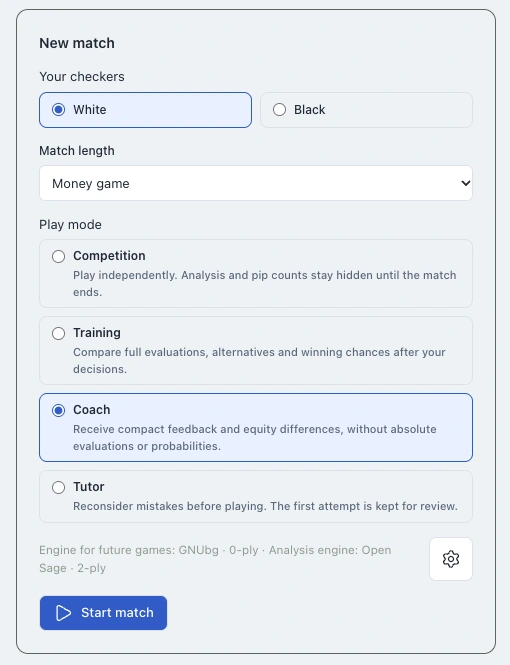 New match
Your checkers
White
Black
Match length
Money game
Play mode
Competition
Play independently. Analysis and pip counts stay hidden until the match
ends.
Training
Compare full evaluations, alternatives and winning chances after your
decisions.
Coach
Receive compact feedback and equity differences, without absolute
evaluations or probabilities.
Tutor
Reconsider mistakes before playing. The first attempt is kept for review.
Engine for future games: GNUbg · 0-ply · Analysis engine: Open
Sage · 2-ply
Start match